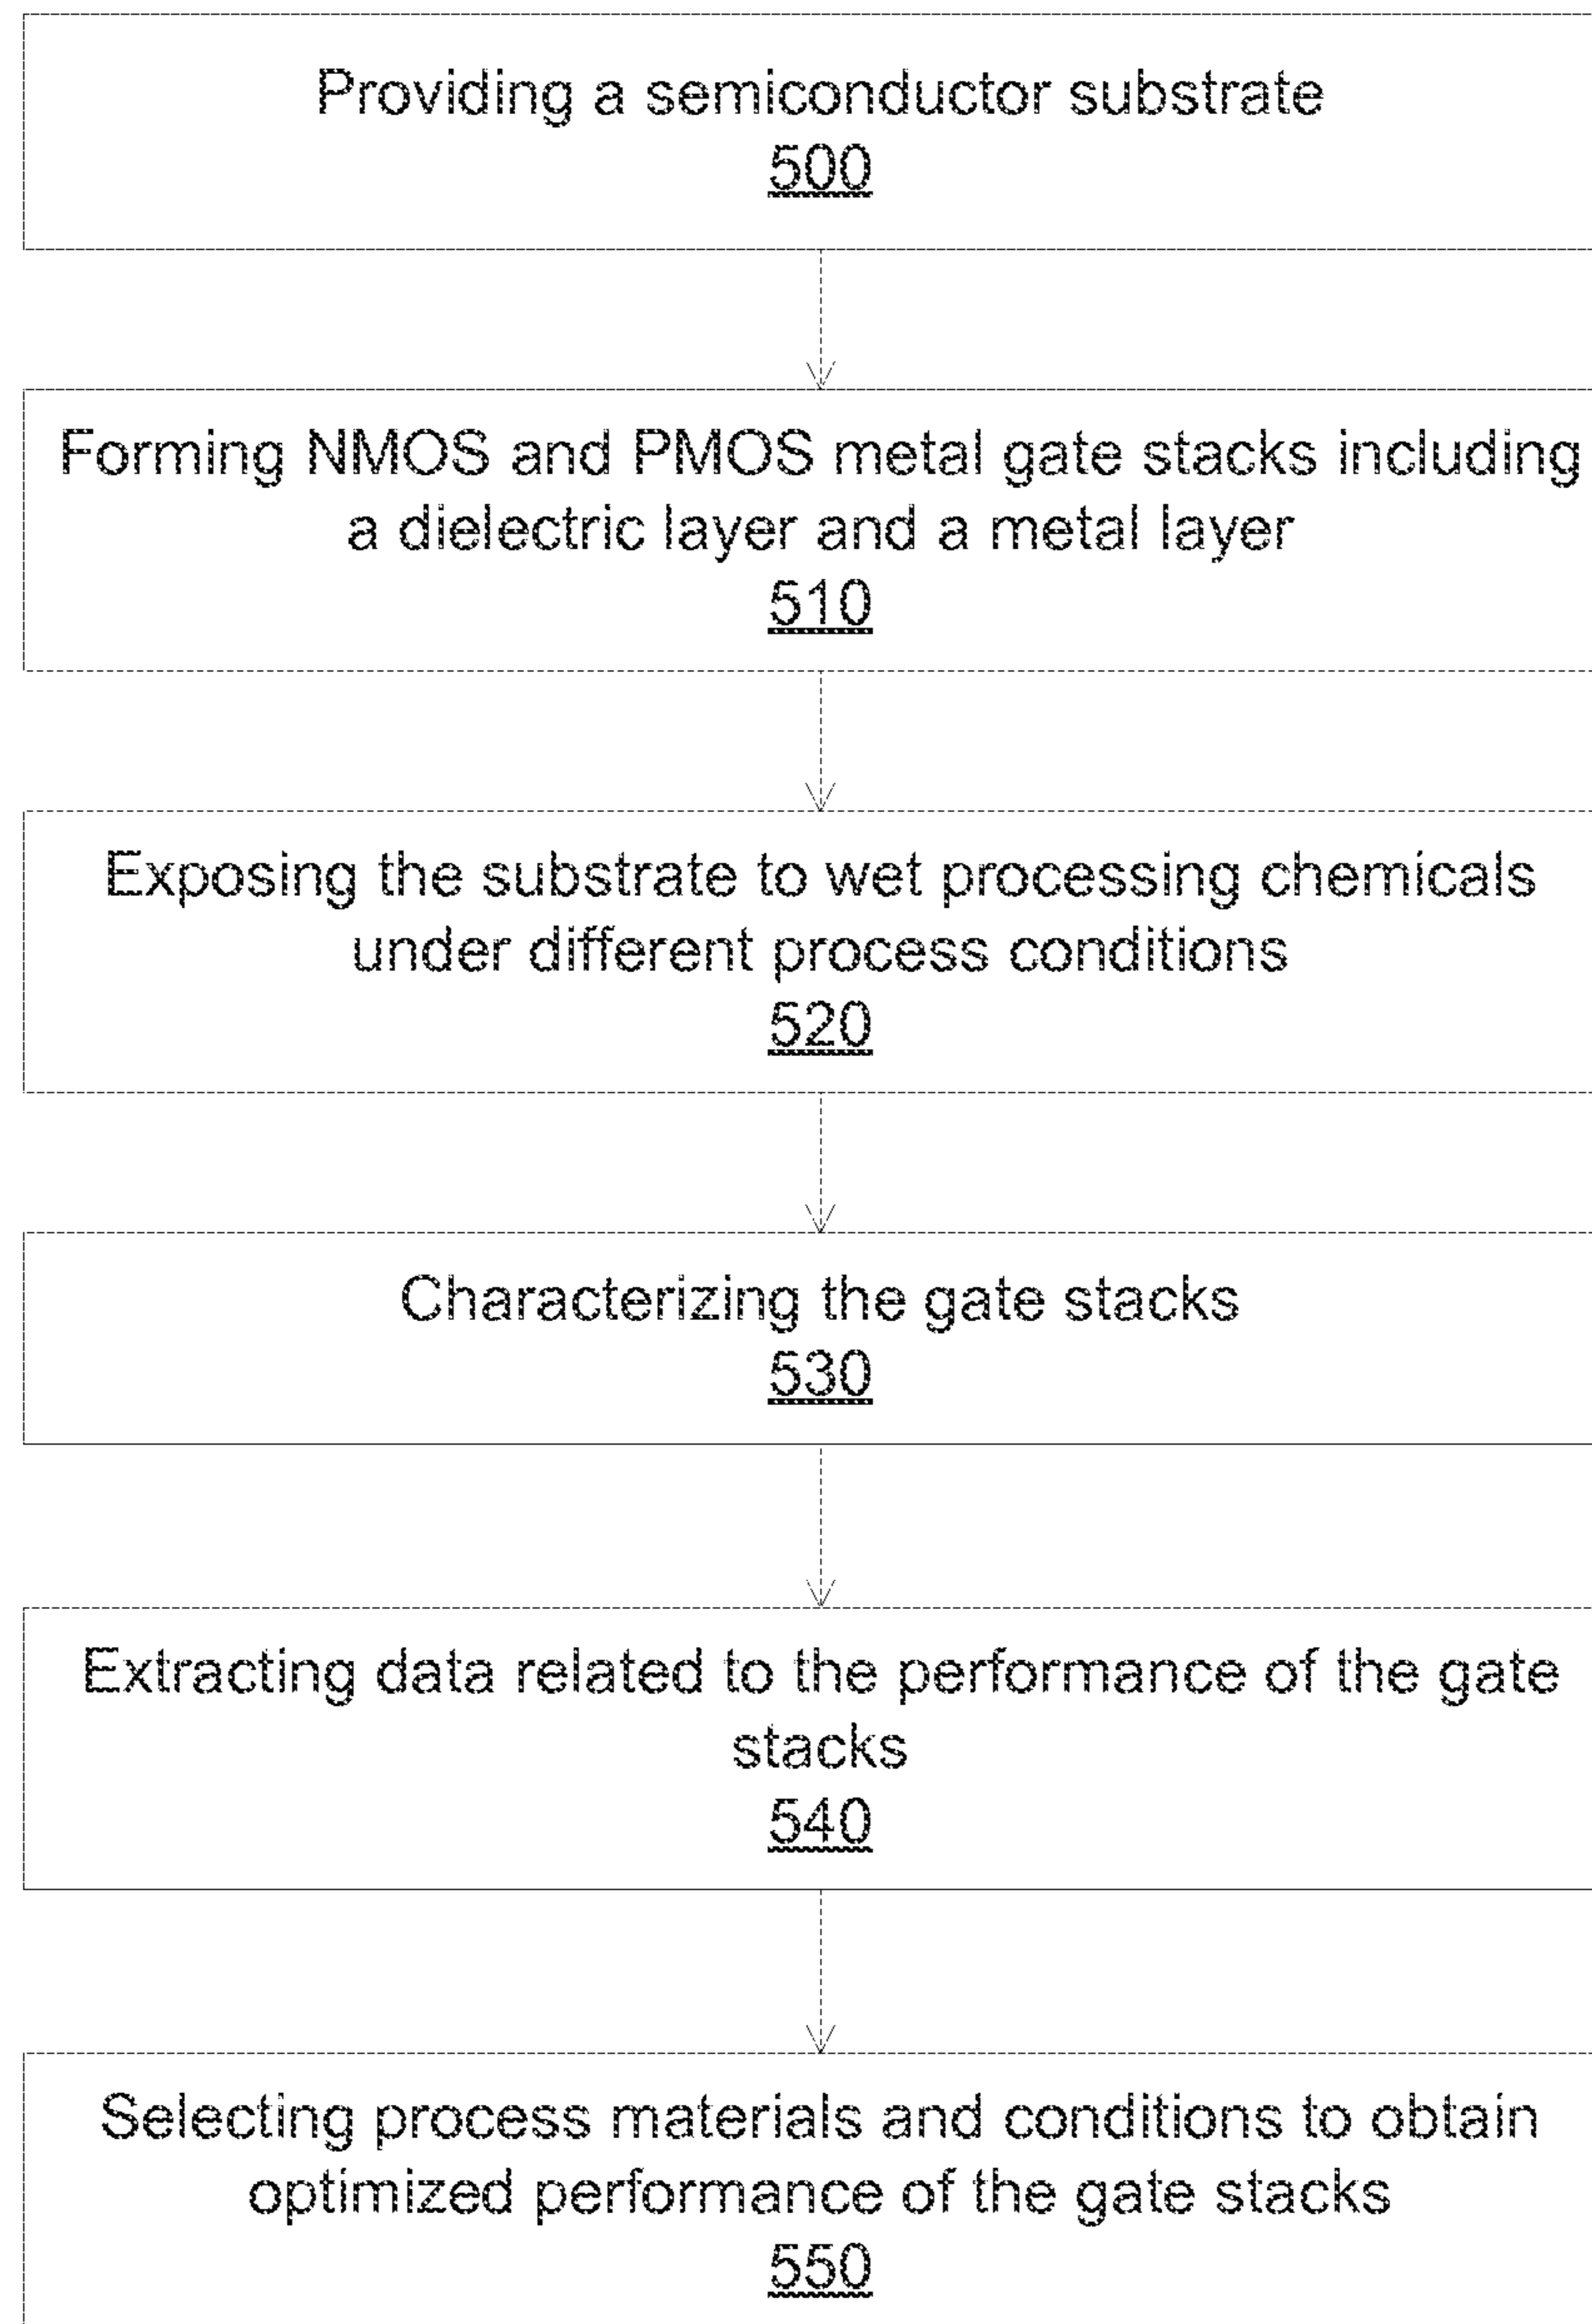 Providing a semiconductor substrate
500
Forming NMOS and PMOS metal gate stacks including
a dielectric layer and a metal layer
510
Exposing the substrate to wet processing chemicals
under different process conditions
520
Characterizing the gate stacks
530
Extracting data related to the performance of the gate
stacks
540
Selecting process materials and conditions to obtain
optimized performance of the gate stacks
550